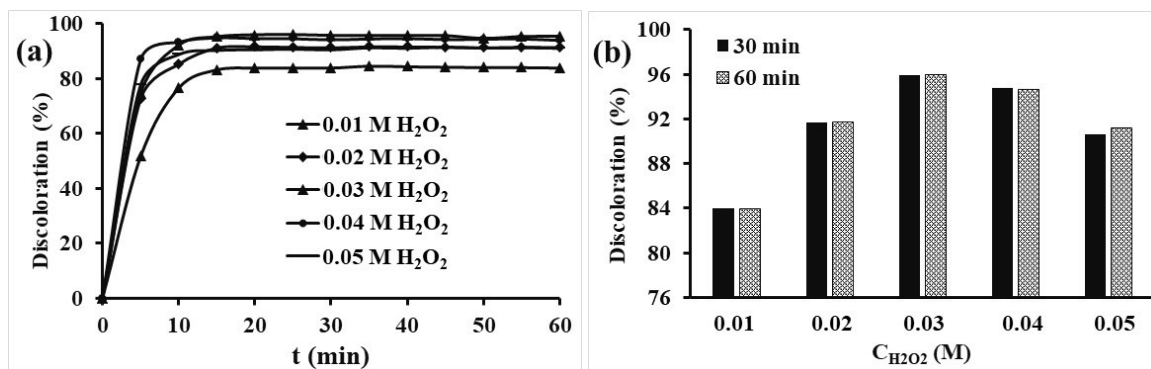 (a)
Discoloration (%)
100
80
60
40
20
0
0.01 M H₂O₂
0.02 M H₂O₂
0.03 M H₂O₂
0.04 M H₂O₂
0.05 M H₂O₂
0 10 20 30 40 50 60
t (min)
(b)
Discoloration (%)
100
96
92
88
84
80
76
30 min
60 min
0.01 0.02 0.03 0.04 0.05
C_H2O2 (M)